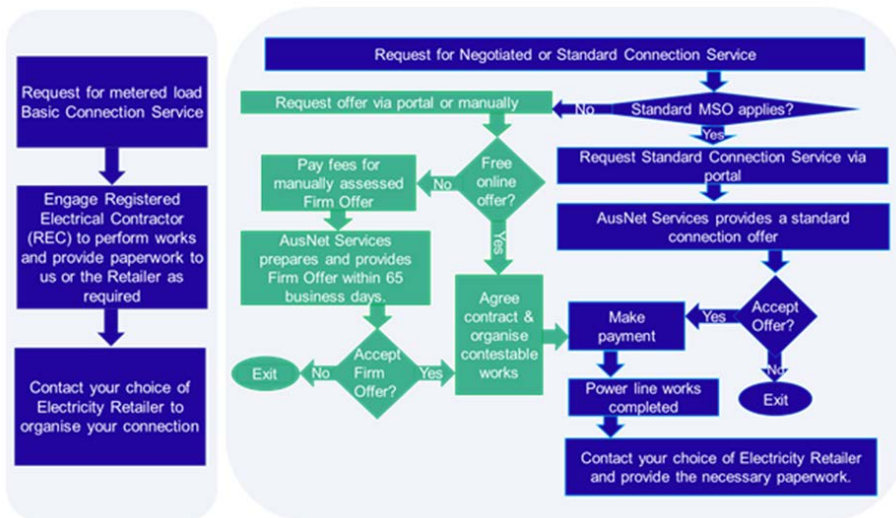 Request for metered load
Basic Connection Service
Engage Registered
Electrical Contractor
(REC) to perform works
and provide paperwork to
us or the Retailer as
required
Contact your choice of
Electricity Retailer to
organise your connection
Request for Negotiated or Standard Connection Service
Request offer via portal or manually
No
Standard MSO applies?
Yes
Pay fees for
manually assessed
Firm Offer
No
Free
online
offer?
Request Standard Connection Service via
portal
Yes
AusNet Services
prepares and provides
Firm Offer within 65
business days.
AusNet Services provides a standard
connection offer
Agree
contract &
organise
contestable
works
Make
payment
Yes
Accept
Offer?
Exit
No
Accept
Firm
Offer?
Yes
No
Exit
Power line works
completed
Contact your choice of Electricity Retailer
and provide the necessary paperwork.